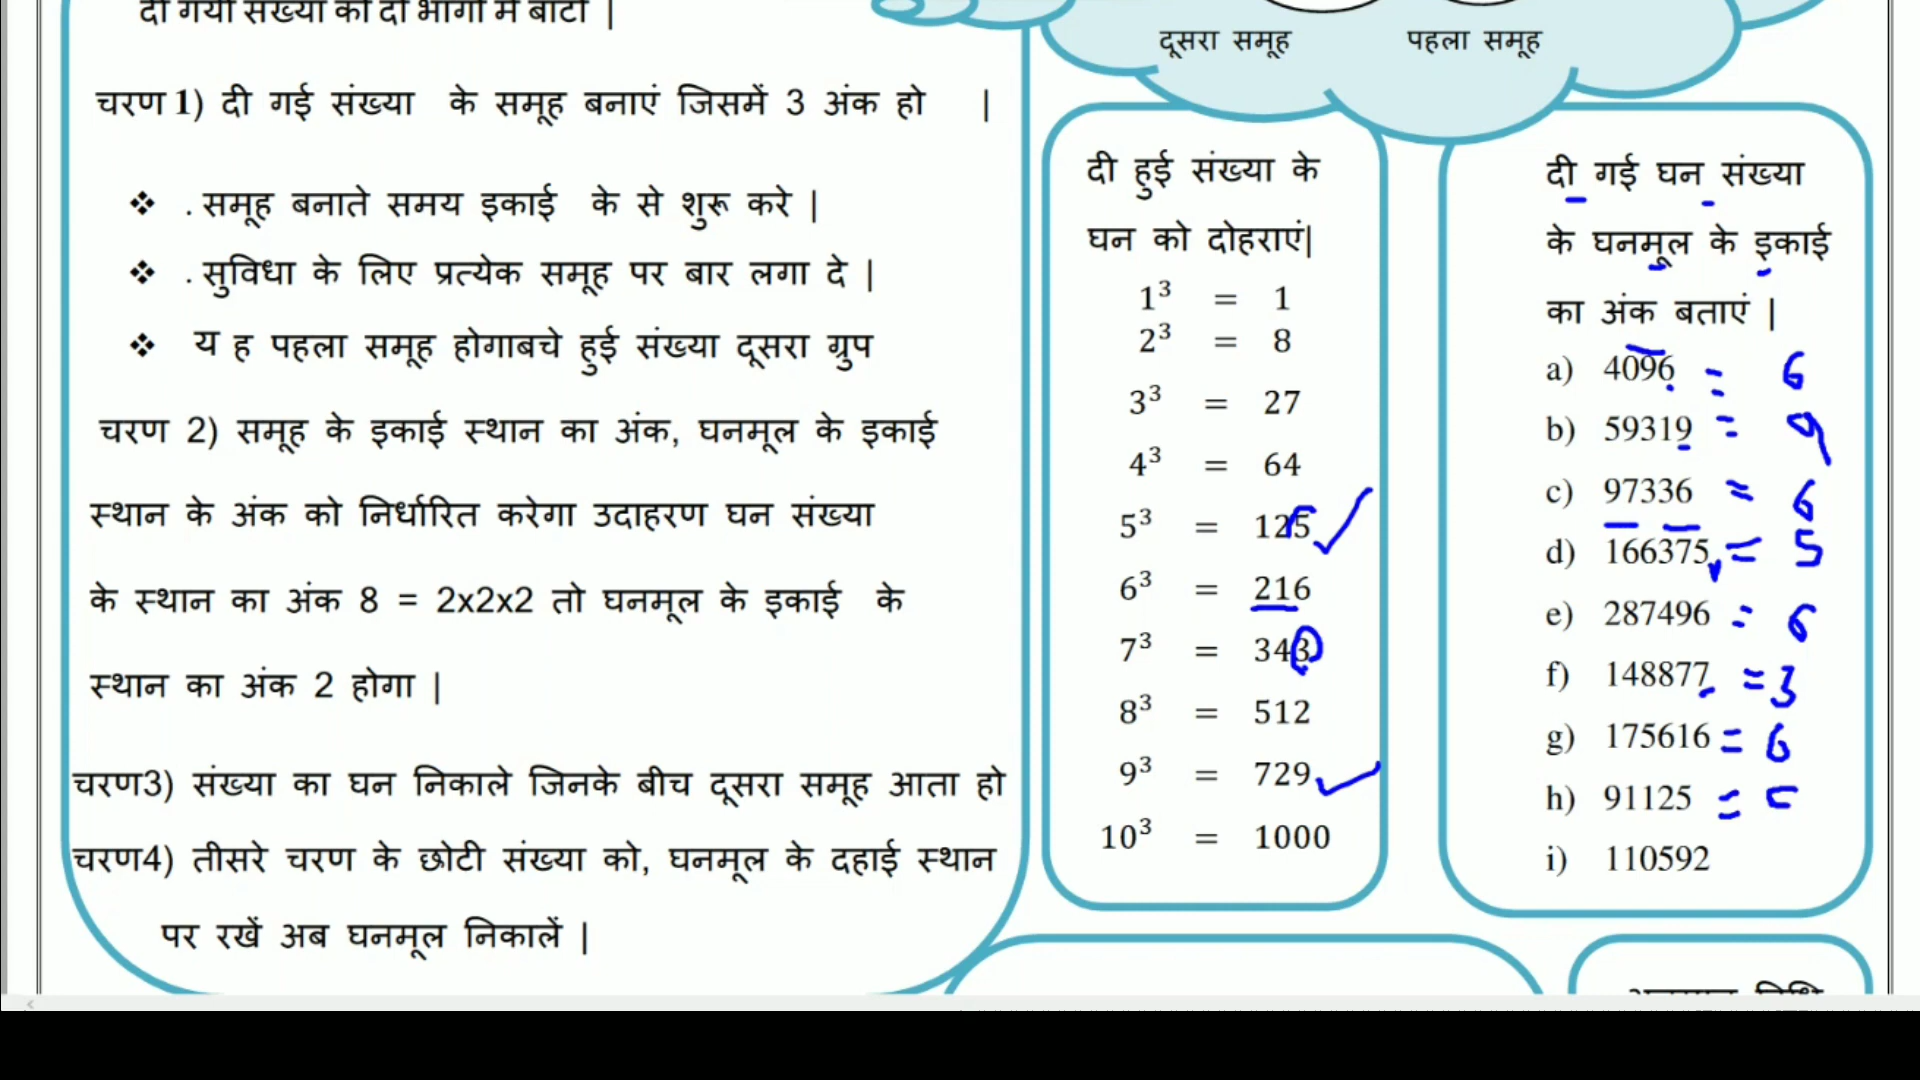 दी गयी संख्या को दो भागों में बांटो |
चरण 1) दी गई संख्या के समूह बनाएं जिसमें 3 अंक हो |
❖ . समूह बनाते समय इकाई के से शुरू करे |
❖ . सुविधा के लिए प्रत्येक समूह पर बार लगा दे |
❖ य ह पहला समूह होगाबचे हुई संख्या दूसरा ग्रुप
चरण 2) समूह के इकाई स्थान का अंक, घनमूल के इकाई
स्थान के अंक को निर्धारित करेगा उदाहरण घन संख्या
के स्थान का अंक 8 = 2x2x2 तो घनमूल के इकाई के
स्थान का अंक 2 होगा |
चरण3) संख्या का घन निकाले जिनके बीच दूसरा समूह आता हो
चरण4) तीसरे चरण के छोटी संख्या को, घनमूल के दहाई स्थान
पर रखें अब घनमूल निकालें |
दूसरा समूह पहला समूह
दी हुई संख्या के
घन को दोहराएं|
1³ = 1
2³ = 8
3³ = 27
4³ = 64
5³ = 125
6³ = 216
7³ = 343
8³ = 512
9³ = 729
10³ = 1000
दी गई घन संख्या
के घनमूल के इकाई
का अंक बताएं |
a) 4096 = 6
b) 59319 = 9
c) 97336 = 6
d) 166375 = 5
e) 287496 = 6
f) 148877 = 3
g) 175616 = 6
h) 91125 =
i) 110592